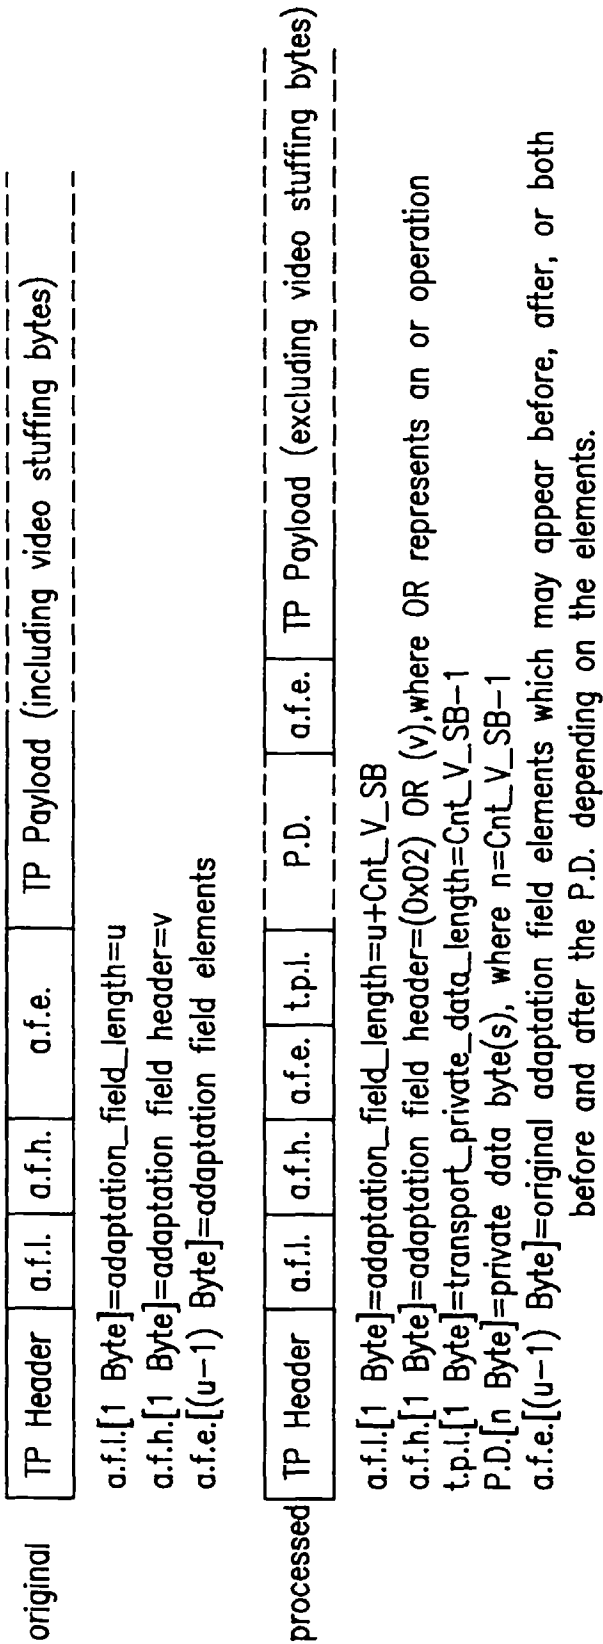 original TP Header a.f.l. a.f.h. a.f.e. TP Payload (including video stuffing bytes)
a.f.l.[1 Byte]=adaptation_field_length=u
a.f.h.[1 Byte]=adaptation field header=v
a.f.e.[(u-1) Byte]=adaptation field elements
processed TP Header a.f.l. a.f.h. a.f.e. t.p.l. P.D. a.f.e. TP Payload (excluding video stuffing bytes)
a.f.l.[1 Byte]=adaptation_field_length=u+Cnt_V_SB
a.f.h.[1 Byte]=adaptation field header=(0x02) OR (v),where OR represents an or operation
t.p.l.[1 Byte]=transport_private_data_length=Cnt_V_SB-1
P.D.[n Byte]=private data byte(s), where n=Cnt_V_SB-1
a.f.e.[(u-1) Byte]=original adaptation field elements which may appear before, after, or both
before and after the P.D. depending on the elements.